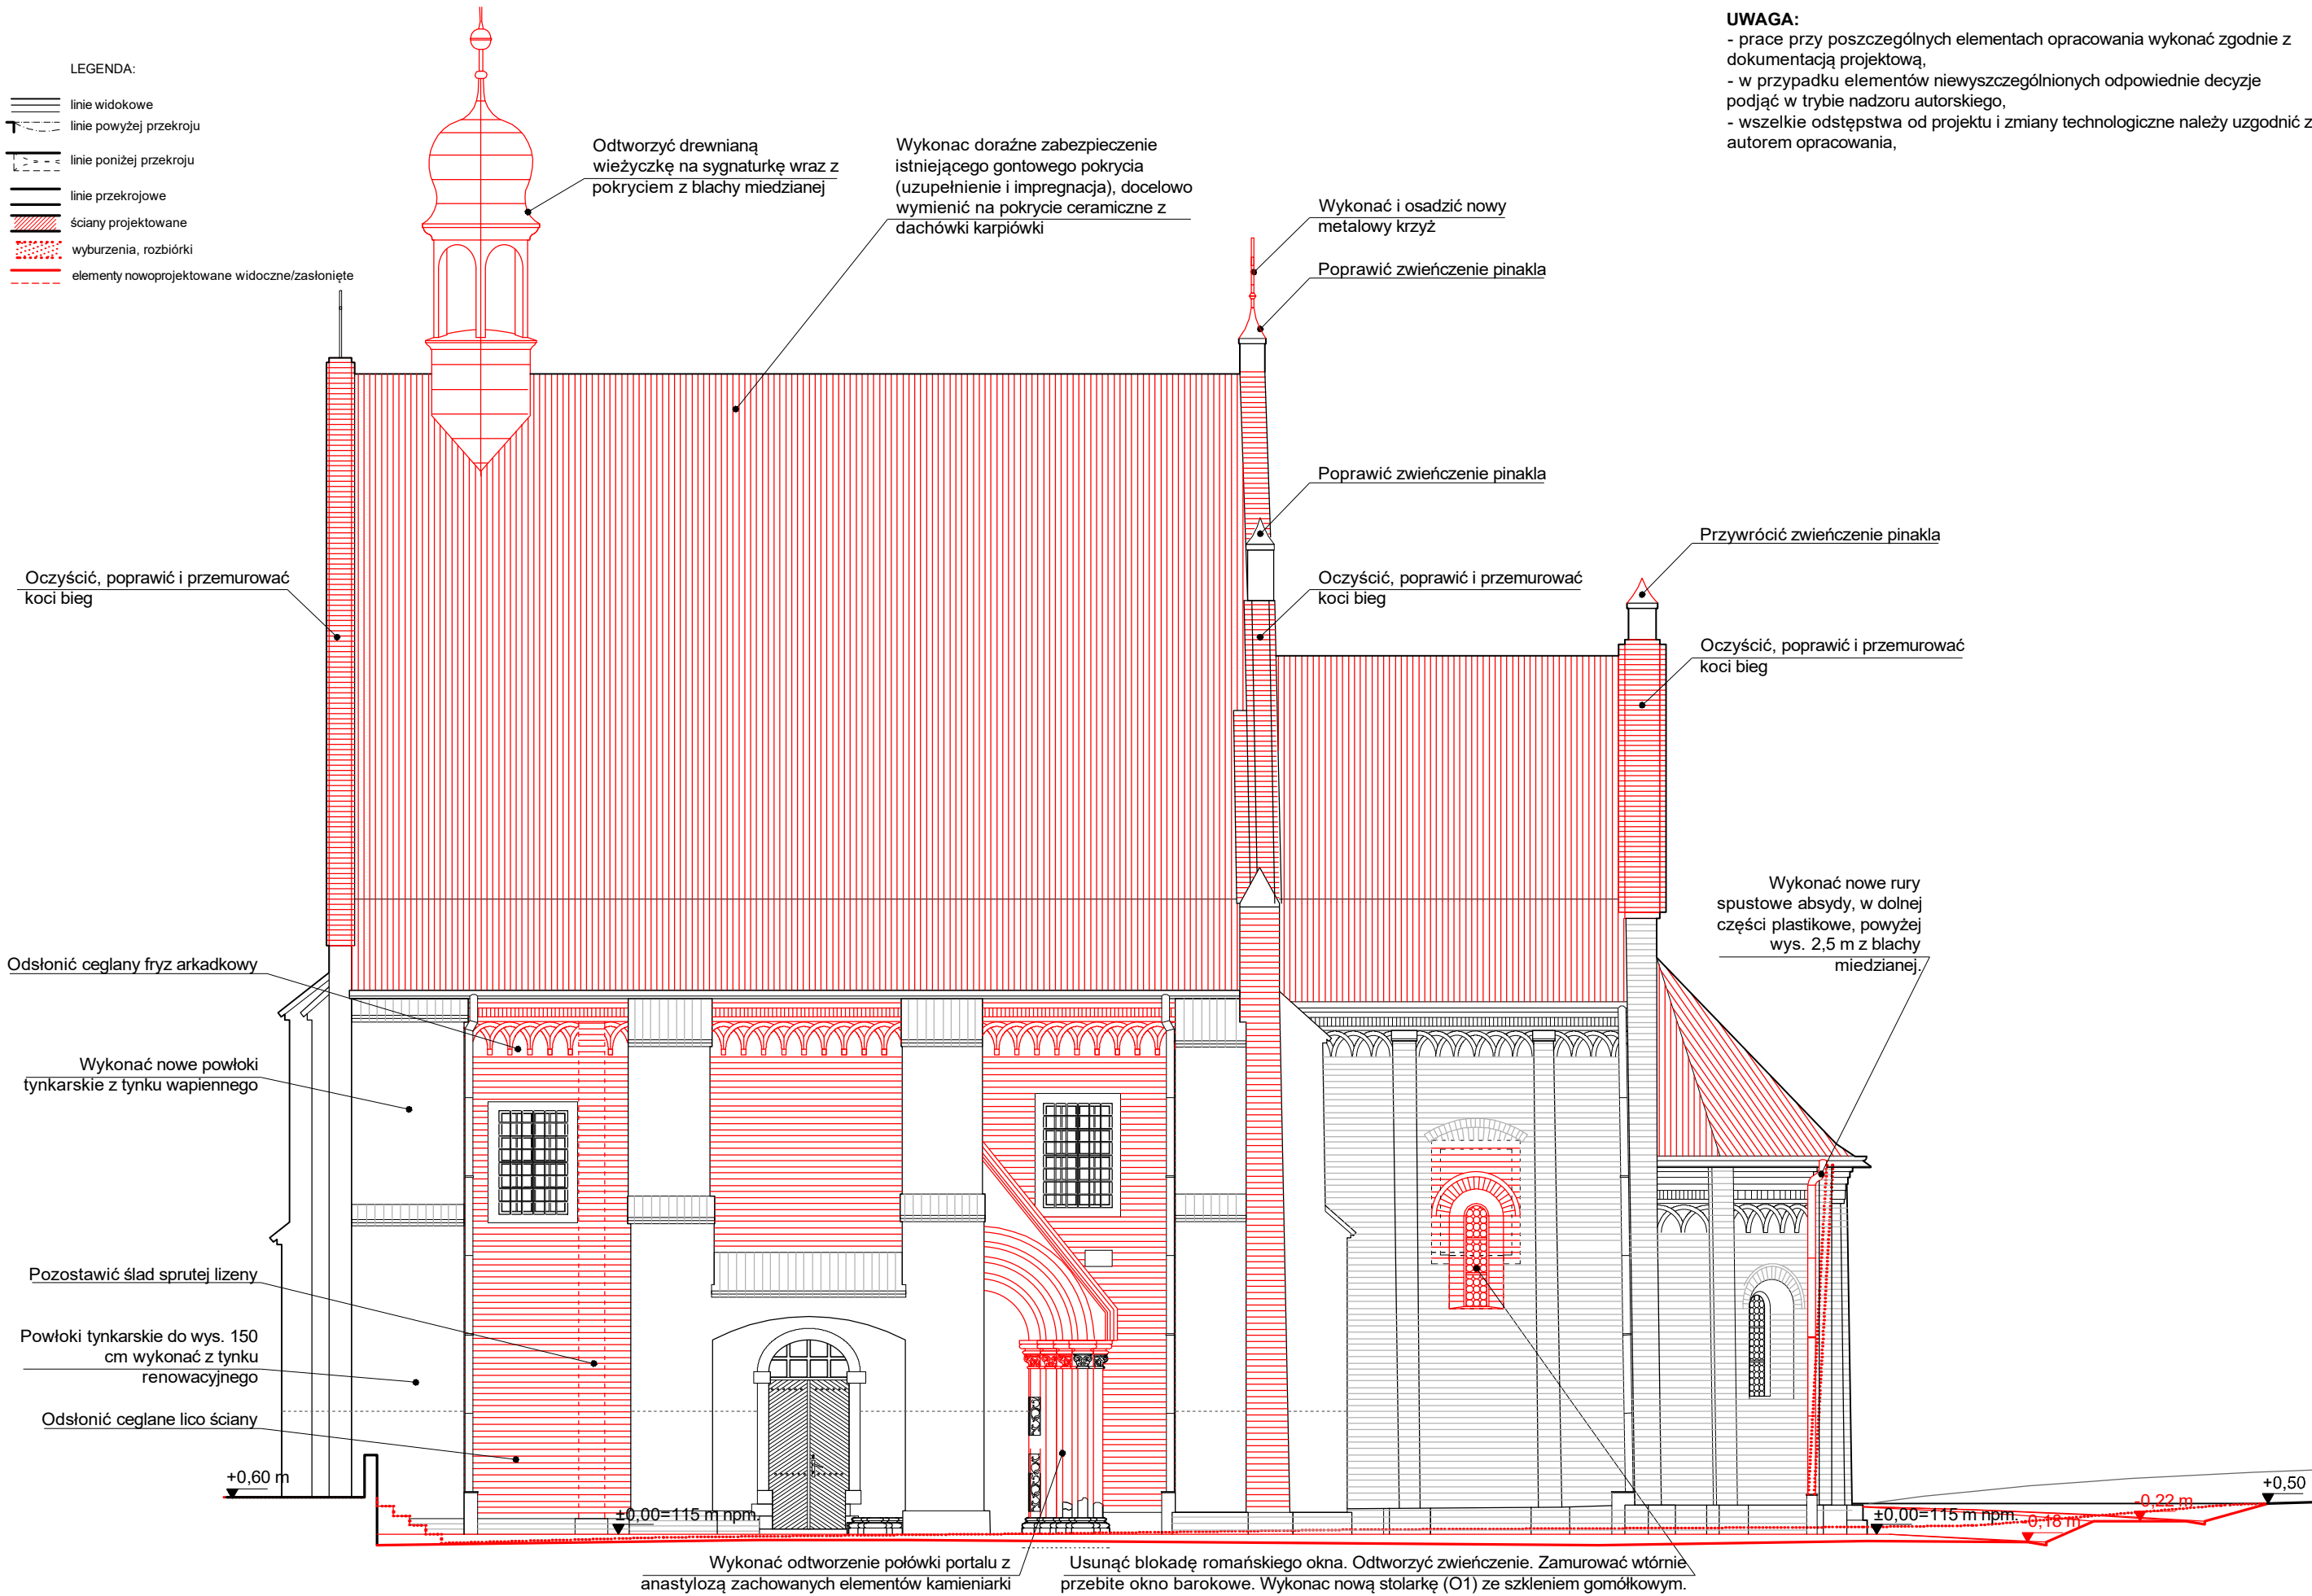 LEGENDA:
linie widokowe
linie powyżej przekroju
linie poniżej przekroju
linie przekrojowe
ściany projektowane
wyburzenia, rozbiórki
elementy nowoprojektowane widoczne/zasłonięte
UWAGA:
- prace przy poszczególnych elementach opracowania wykonać zgodnie z
dokumentacją projektową,
- w przypadku elementów niewyszczególnionych odpowiednie decyzje
podjąć w trybie nadzoru autorskiego,
- wszelkie odstępstwa od projektu i zmiany technologiczne należy uzgodnić z
autorem opracowania,
Odtworzyć drewnianą
wieżyczkę na sygnaturkę wraz z
pokryciem z blachy miedzianej
Wykonac doraźne zabezpieczenie
istniejącego gontowego pokrycia
(uzupełnienie i impregnacja), docelowo
wymienić na pokrycie ceramiczne z
dachówki karpiówki
Wykonać i osadzić nowy
metalowy krzyż
Poprawić zwieńczenie pinakla
Poprawić zwieńczenie pinakla
Przywrócić zwieńczenie pinakla
Oczyścić, poprawić i przemurować
koci bieg
Oczyścić, poprawić i przemurować
koci bieg
Oczyścić, poprawić i przemurować
koci bieg
Wykonać nowe rury
spustowe absydy, w dolnej
części plastikowe, powyżej
wys. 2,5 m z blachy
miedzianej.
Odsłonić ceglany fryz arkadkowy
Wykonać nowe powłoki
tynkarskie z tynku wapiennego
Pozostawić ślad sprutej lizeny
Powłoki tynkarskie do wys. 150
cm wykonać z tynku
renowacyjnego
Odsłonić ceglane lico ściany
+0,60 m
±0,00=115 m npm.
±0,00=115 m npm.
-0,18 m
-0,22 m
+0,50
Wykonać odtworzenie połówki portalu z
anastylozą zachowanych elementów kamieniarki
Usunąć blokadę romańskiego okna. Odtworzyć zwieńczenie. Zamurować wtórnie
przebite okno barokowe. Wykonac nową stolarkę (O1) ze szkleniem gomółkowym.